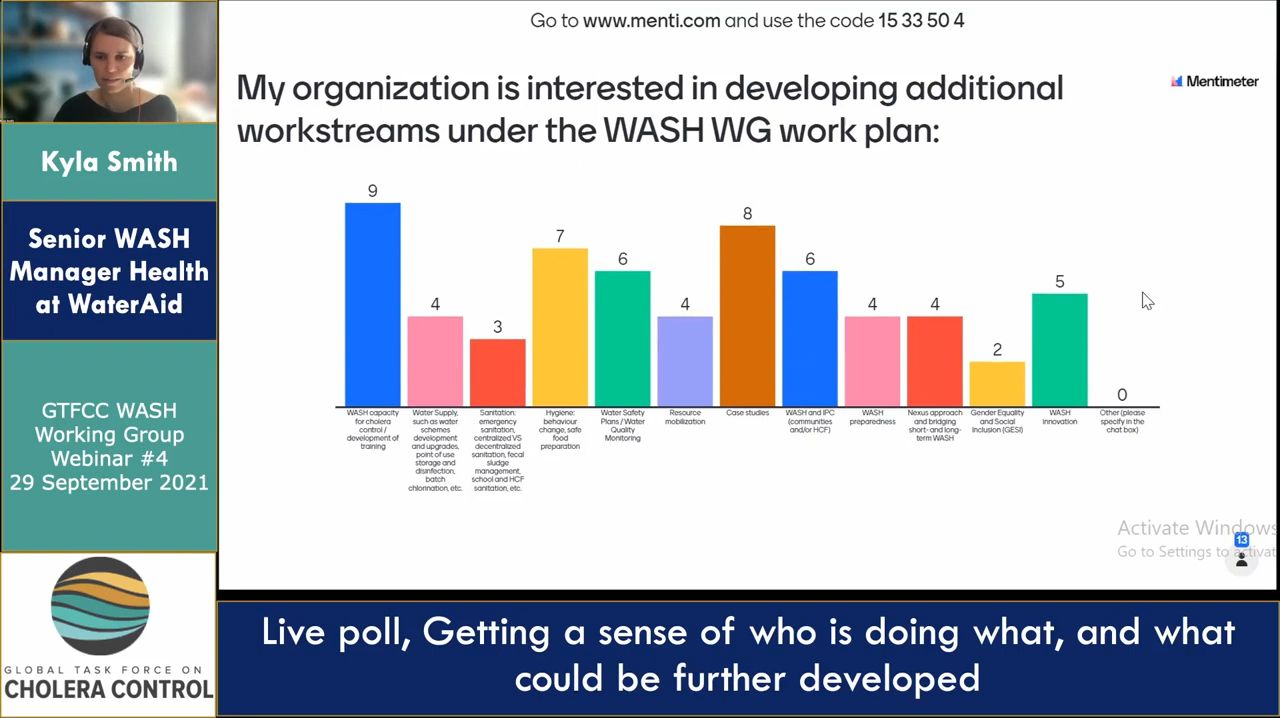 Go to www.menti.com and use the code 15 33 50 4
My organization is interested in developing additional
workstreams under the WASH WG work plan:
Mentimeter
9
4
3
7
6
4
8
6
4
4
2
5
0
WASH capacity
for cholera
control /
development of
training
Water Supply,
such as water
schemes
development
and upgrades,
point of use
storage and
disinfection,
batch
chlorination, etc.
Sanitation:
emergency
sanitation,
centralized VS
decentralized
sanitation, fecal
sludge
management,
school and HCF
sanitation, etc.
Hygiene:
behaviour
change, safe
food
preparation
Water Safety
Plans / Water
Quality
Monitoring
Resource
mobilization
Case studies
WASH and IPC
(communities
and/or HCF)
WASH
preparedness
Nexus approach
and bridging
short- and long-
term WASH
Gender Equality
and Social
Inclusion (GESI)
WASH
innovation
Other (please
specify in the
chat box)
Activate Windows
Go to Settings to activat
13
Kyla Smith
Senior WASH
Manager Health
at WaterAid
GTFCC WASH
Working Group
Webinar #4
29 September 2021
GLOBAL TASK FORCE ON
CHOLERA CONTROL
Live poll, Getting a sense of who is doing what, and what
could be further developed